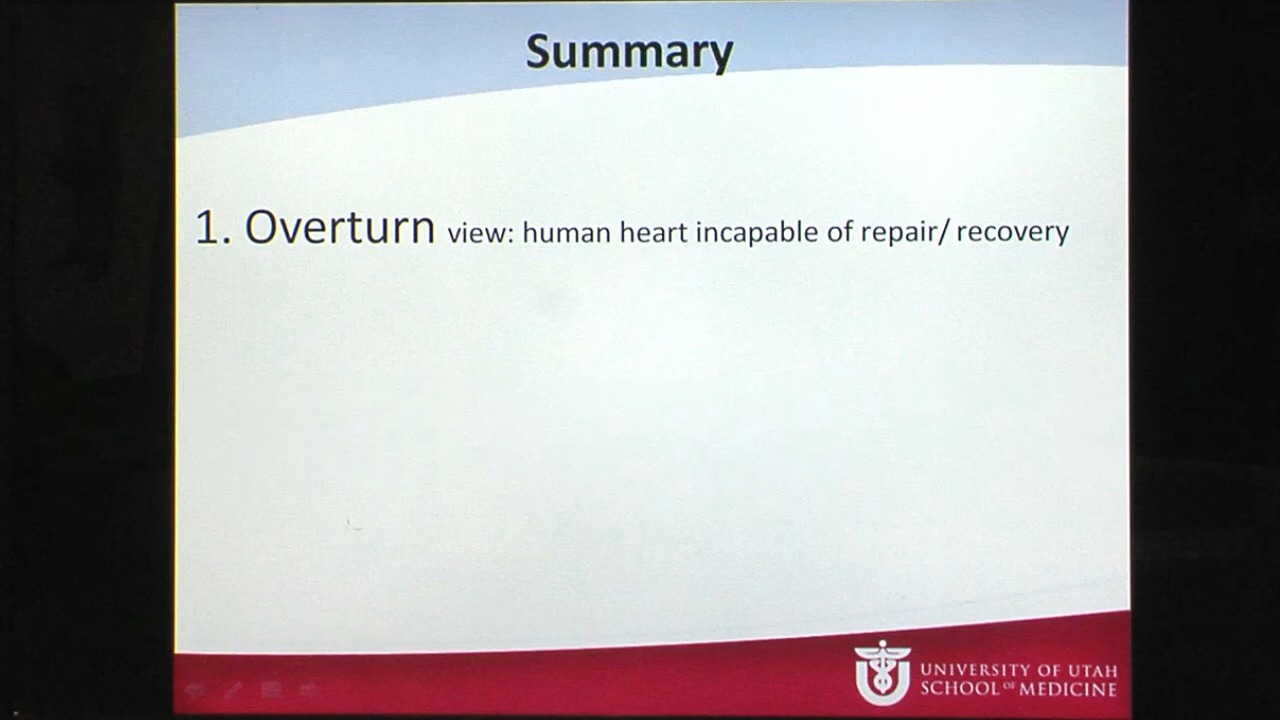 Summary
1. Overturn view: human heart incapable of repair/ recovery
UNIVERSITY OF UTAH
SCHOOL OF MEDICINE